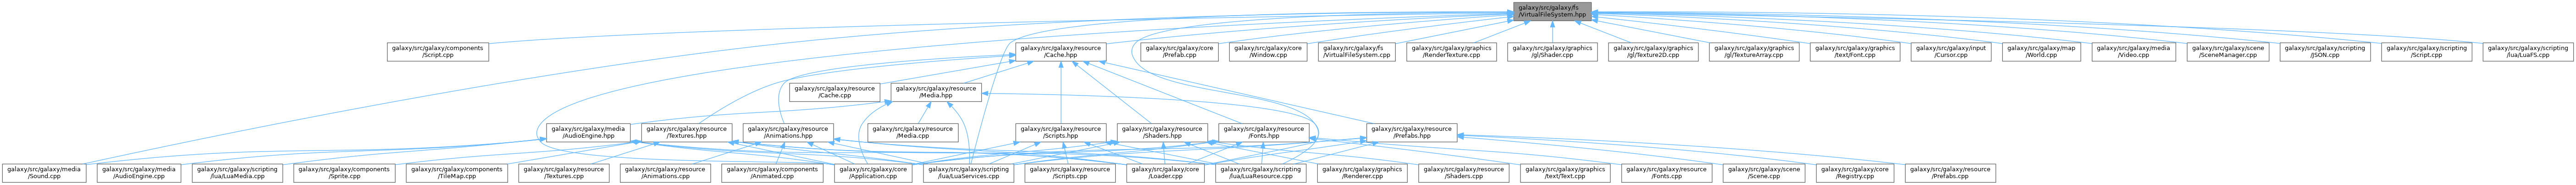 galaxy/src/galaxy/fs
/VirtualFileSystem.hpp
galaxy/src/galaxy/components
/Script.cpp
galaxy/src/galaxy/resource
/Cache.hpp
galaxy/src/galaxy/core
/Prefab.cpp
galaxy/src/galaxy/core
/Window.cpp
galaxy/src/galaxy/fs
/VirtualFileSystem.cpp
galaxy/src/galaxy/graphics
/RenderTexture.cpp
galaxy/src/galaxy/graphics
/gl/Shader.cpp
galaxy/src/galaxy/graphics
/gl/Texture2D.cpp
galaxy/src/galaxy/graphics
/gl/TextureArray.cpp
galaxy/src/galaxy/graphics
/text/Font.cpp
galaxy/src/galaxy/input
/Cursor.cpp
galaxy/src/galaxy/map
/World.cpp
galaxy/src/galaxy/media
/Video.cpp
galaxy/src/galaxy/scene
/SceneManager.cpp
galaxy/src/galaxy/scripting
/JSON.cpp
galaxy/src/galaxy/scripting
/Script.cpp
galaxy/src/galaxy/scripting
/lua/LuaFS.cpp
galaxy/src/galaxy/resource
/Cache.cpp
galaxy/src/galaxy/resource
/Media.hpp
galaxy/src/galaxy/media
/AudioEngine.hpp
galaxy/src/galaxy/resource
/Textures.hpp
galaxy/src/galaxy/resource
/Animations.hpp
galaxy/src/galaxy/resource
/Media.cpp
galaxy/src/galaxy/resource
/Scripts.hpp
galaxy/src/galaxy/resource
/Shaders.hpp
galaxy/src/galaxy/resource
/Fonts.hpp
galaxy/src/galaxy/resource
/Prefabs.hpp
galaxy/src/galaxy/media
/Sound.cpp
galaxy/src/galaxy/media
/AudioEngine.cpp
galaxy/src/galaxy/scripting
/lua/LuaMedia.cpp
galaxy/src/galaxy/components
/Sprite.cpp
galaxy/src/galaxy/components
/TileMap.cpp
galaxy/src/galaxy/resource
/Textures.cpp
galaxy/src/galaxy/resource
/Animations.cpp
galaxy/src/galaxy/components
/Animated.cpp
galaxy/src/galaxy/core
/Application.cpp
galaxy/src/galaxy/scripting
/lua/LuaServices.cpp
galaxy/src/galaxy/resource
/Scripts.cpp
galaxy/src/galaxy/core
/Loader.cpp
galaxy/src/galaxy/scripting
/lua/LuaResource.cpp
galaxy/src/galaxy/graphics
/Renderer.cpp
galaxy/src/galaxy/resource
/Shaders.cpp
galaxy/src/galaxy/graphics
/text/Text.cpp
galaxy/src/galaxy/resource
/Fonts.cpp
galaxy/src/galaxy/scene
/Scene.cpp
galaxy/src/galaxy/core
/Registry.cpp
galaxy/src/galaxy/resource
/Prefabs.cpp